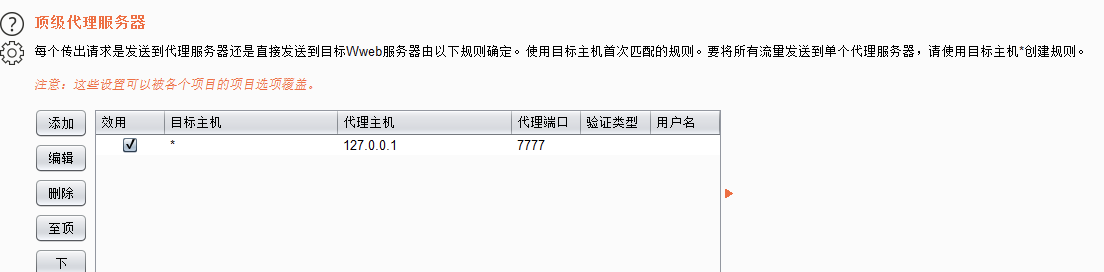 顶级代理服务器
每个传出请求是发送到代理服务器还是直接发送到目标Wweb服务器由以下规则确定。使用目标主机首次匹配的规则。要将所有流量发送到单个代理服务器，请使用目标主机*创建规则。
注意：这些设置可以被各个项目的项目选项覆盖。
添加 效用 目标主机 代理主机 代理端口 验证类型 用户名
* 127.0.0.1 7777
编辑
删除
至顶
下